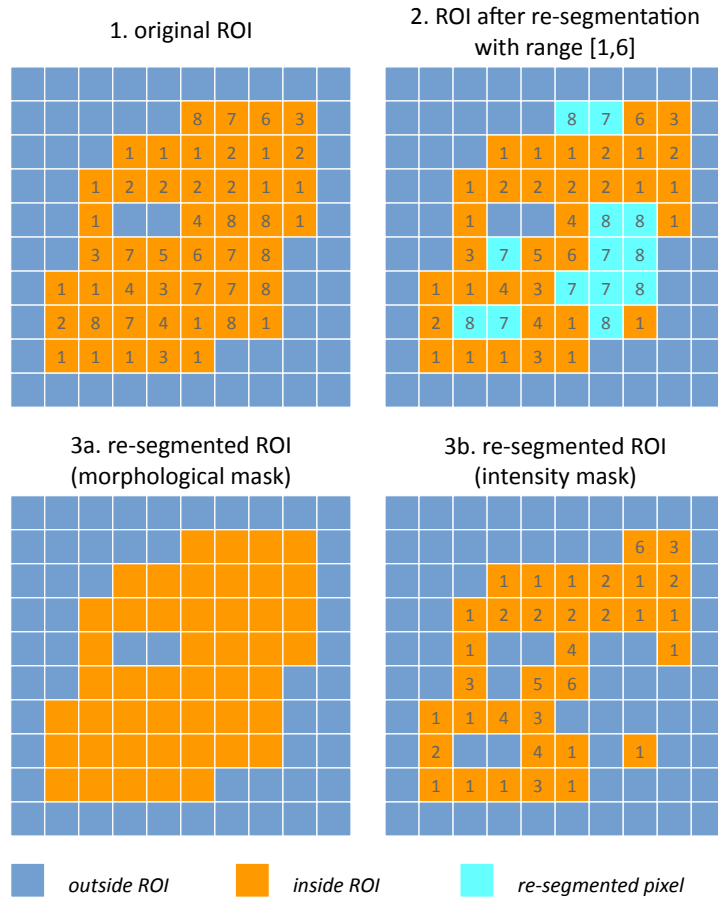 1. original ROI
8 7 6 3
1 1 1 2 1 2
1 2 2 2 2 1 1
1 4 8 8 1
3 7 5 6 7 8
1 1 4 3 7 7 8
2 8 7 4 1 8 1
1 1 1 3 1
2. ROI after re-segmentation
with range [1,6]
8 7 6 3
1 1 1 2 1 2
1 2 2 2 2 1 1
1 4 8 8 1
3 7 5 6 7 8
1 1 4 3 7 7 8
2 8 7 4 1 8 1
1 1 1 3 1
3a. re-segmented ROI
(morphological mask)
3b. re-segmented ROI
(intensity mask)
6 3
1 1 1 2 1 2
1 2 2 2 2 1 1
1 4 1
3 5 6
1 1 4 3
2 4 1 1
1 1 1 3 1
outside ROI
inside ROI
re-segmented pixel